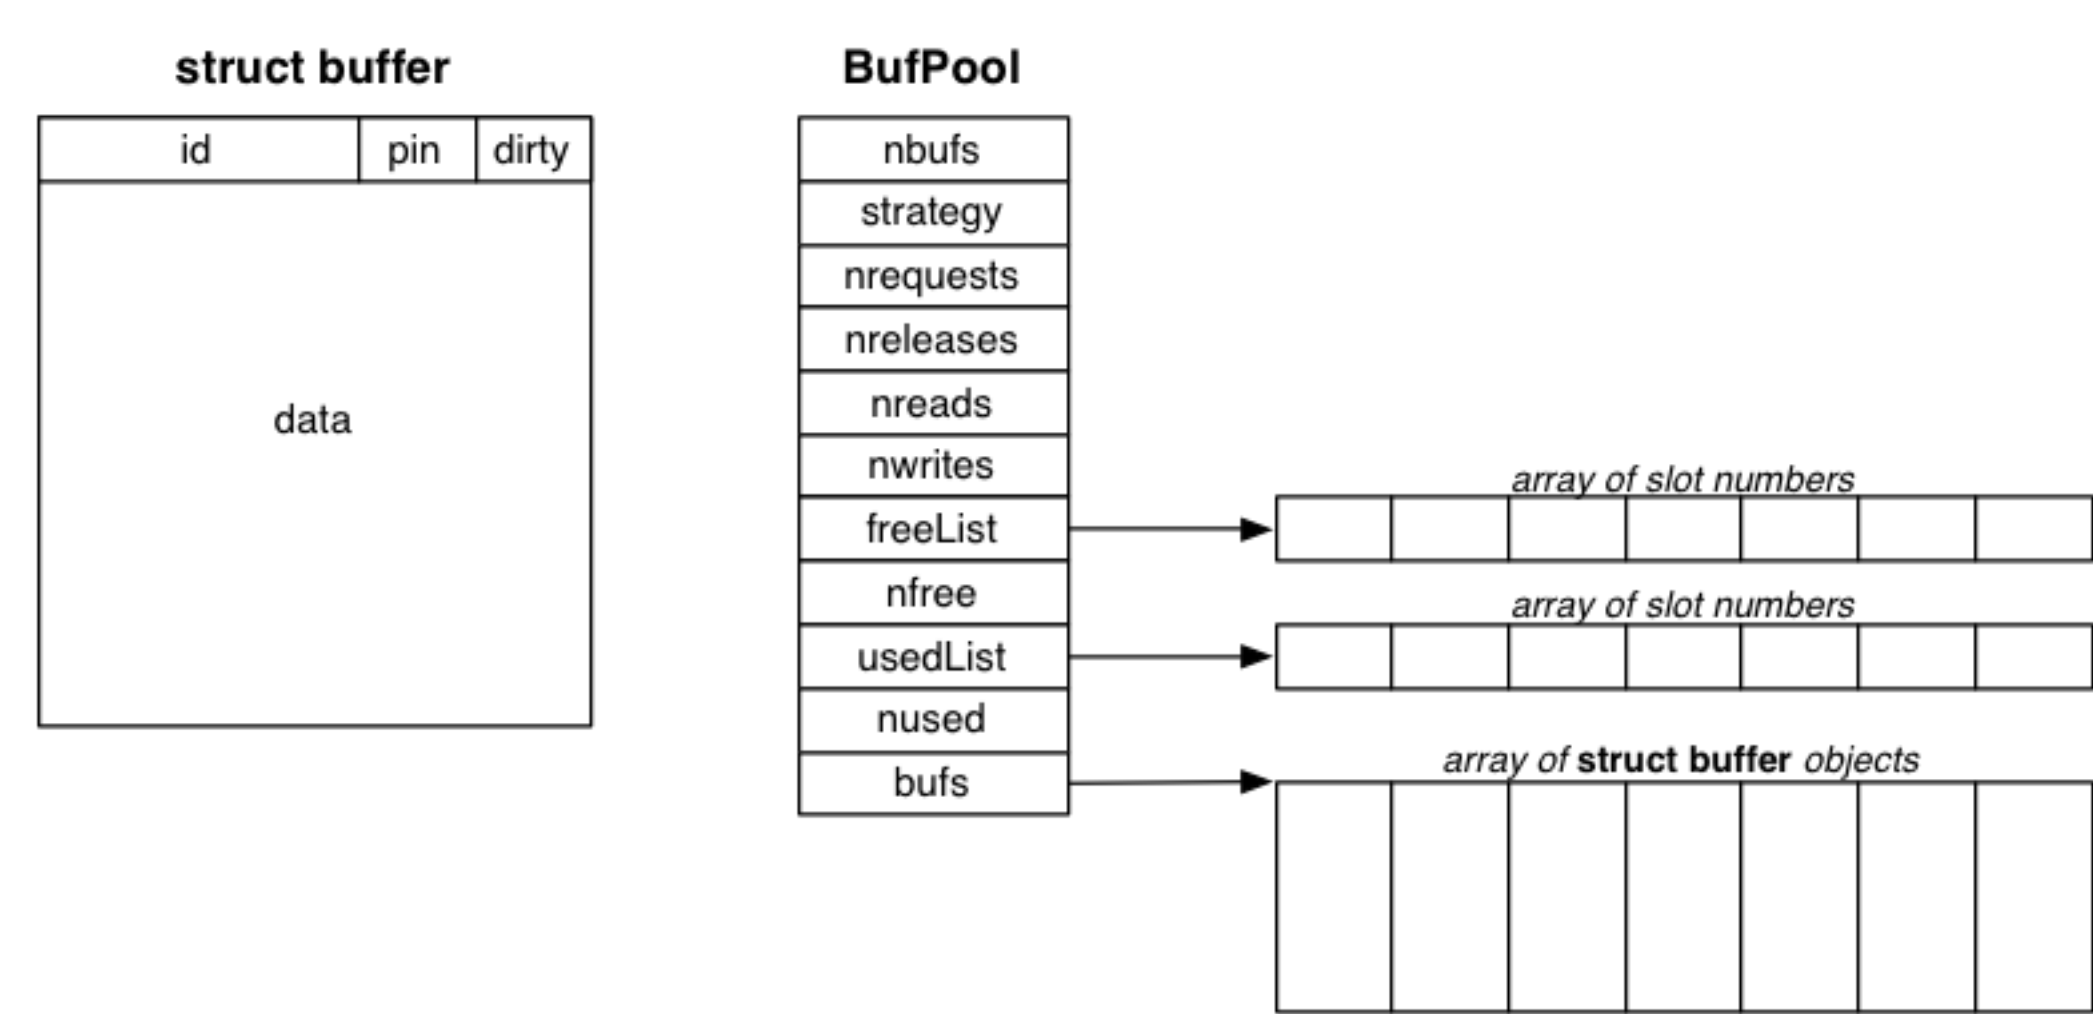 struct buffer
id pin dirty
data
BufPool
nbufs
strategy
nrequests
nreleases
nreads
nwrites
freeList
nfree
usedList
nused
bufs
array of slot numbers
array of slot numbers
array of struct buffer objects